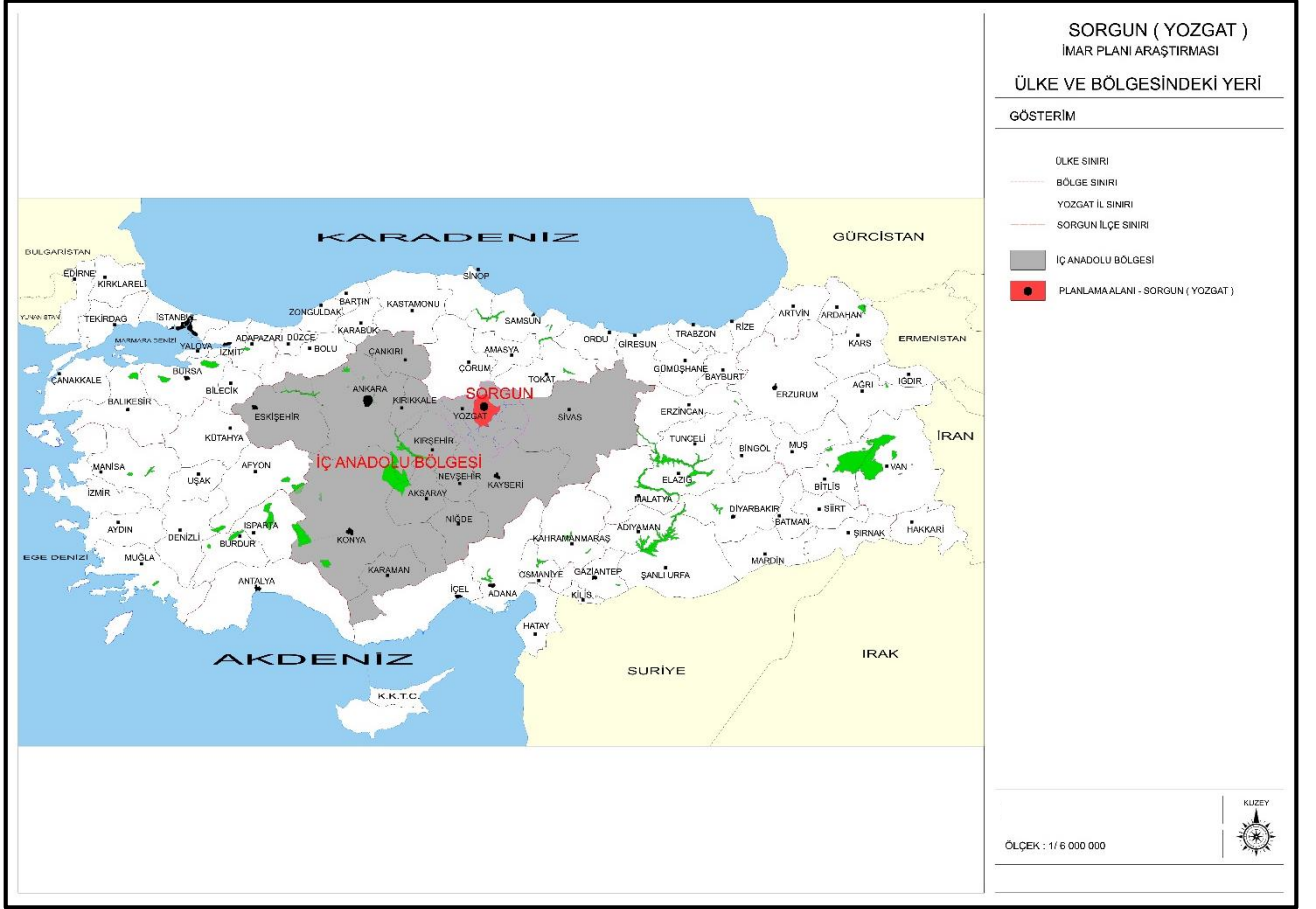 SORGUN ( YOZGAT )
İMAR PLANI ARAŞTIRMASI
ÜLKE VE BÖLGESİNDEKİ YERİ
GÖSTERİM
ÜLKE SINIRI
BÖLGE SINIRI
YOZGAT İL SINIRI
SORGUN İLÇE SINIRI
İÇ ANADOLU BÖLGESİ
PLANLAMA ALANI - SORGUN ( YOZGAT )
KARADENİZ
GÜRCİSTAN
BULGARİSTAN
EDİRNE
KIRKLARELİ
SİNOP
BARTIN
KASTAMONU
ZONGULDAK
ARTVİN
ARDAHAN
YUNANİSTAN
TEKİRDAG
İSTANBUL
SAMSUN
KARABÜK
RİZE
TRABZON
ORDU
GİRESUN
KARS
ERMENİSTAN
MARMARA DENİZİ
YALOVA
İZMİT
ADAPAZARI
DÜZCE
BOLU
ÇANKIRI
AMASYA
ÇORUM
TOKAT
GÜMÜŞHANE
BAYBURT
ÇANAKKALE
BURSA
BİLECİK
ANKARA
KIRIKKALE
SORGUN
YOZGAT
SİVAS
ERZİNCAN
ERZURUM
AĞRI
IĞDIR
BALIKESİR
ESKİŞEHİR
KÜTAHYA
KIRŞEHİR
TUNCELİ
BİNGÖL
MUŞ
İRAN
MANİSA
UŞAK
AFYON
İÇ ANADOLU BÖLGESİ
NEVŞEHİR
KAYSERİ
ELAZIĞ
VAN
BİTLİS
İZMİR
AKSARAY
MALATYA
DİYARBAKIR
BATMAN
SİİRT
AYDIN
DENİZLİ
ISPARTA
BURDUR
KONYA
NİĞDE
ADIYAMAN
KAHRAMANMARAŞ
ŞIRNAK
HAKKARİ
EGE DENİZİ
MUĞLA
ANTALYA
KARAMAN
İÇEL
ADANA
OSMANİYE
GAZİANTEP
KİLİS
ŞANLI URFA
MARDİN
HATAY
AKDENİZ
K.K.T.C.
SURİYE
IRAK
KUZEY
ÖLÇEK : 1/ 6 000 000